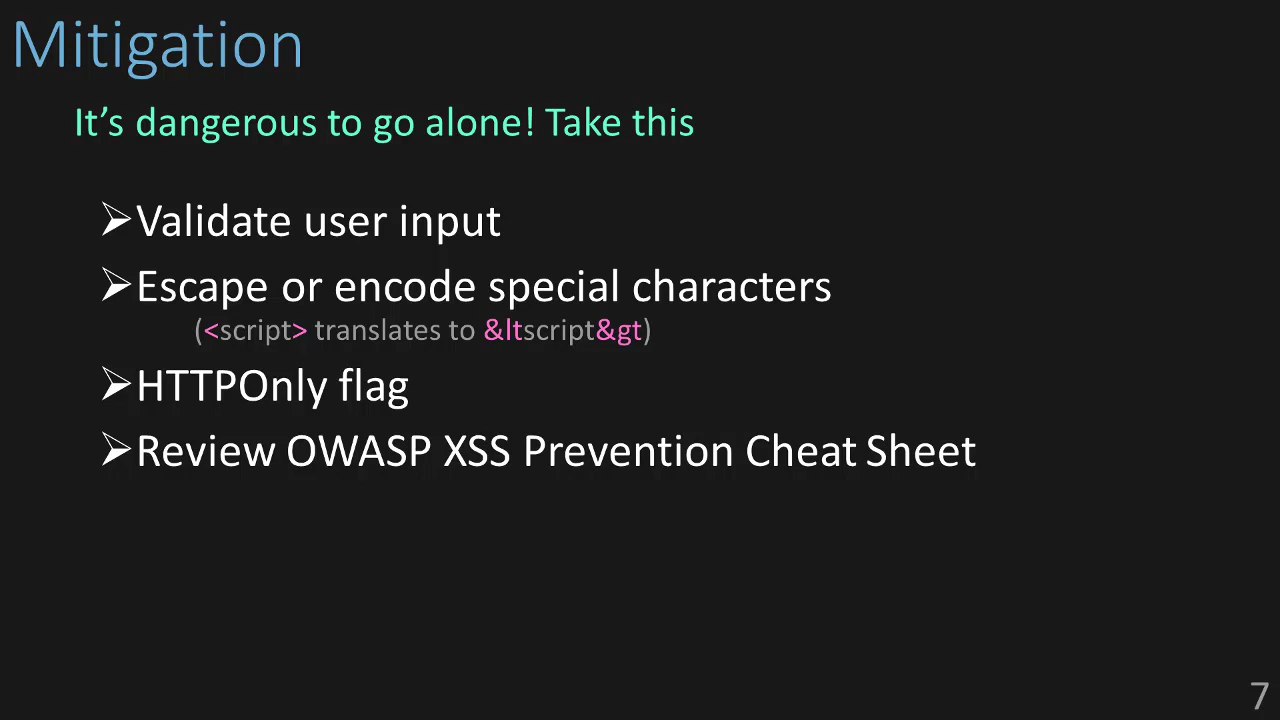 Mitigation
It’s dangerous to go alone! Take this
➢Validate user input
➢Escape or encode special characters
(<script> translates to &ltscript&gt)
➢HTTPOnly flag
➢Review OWASP XSS Prevention Cheat Sheet
7